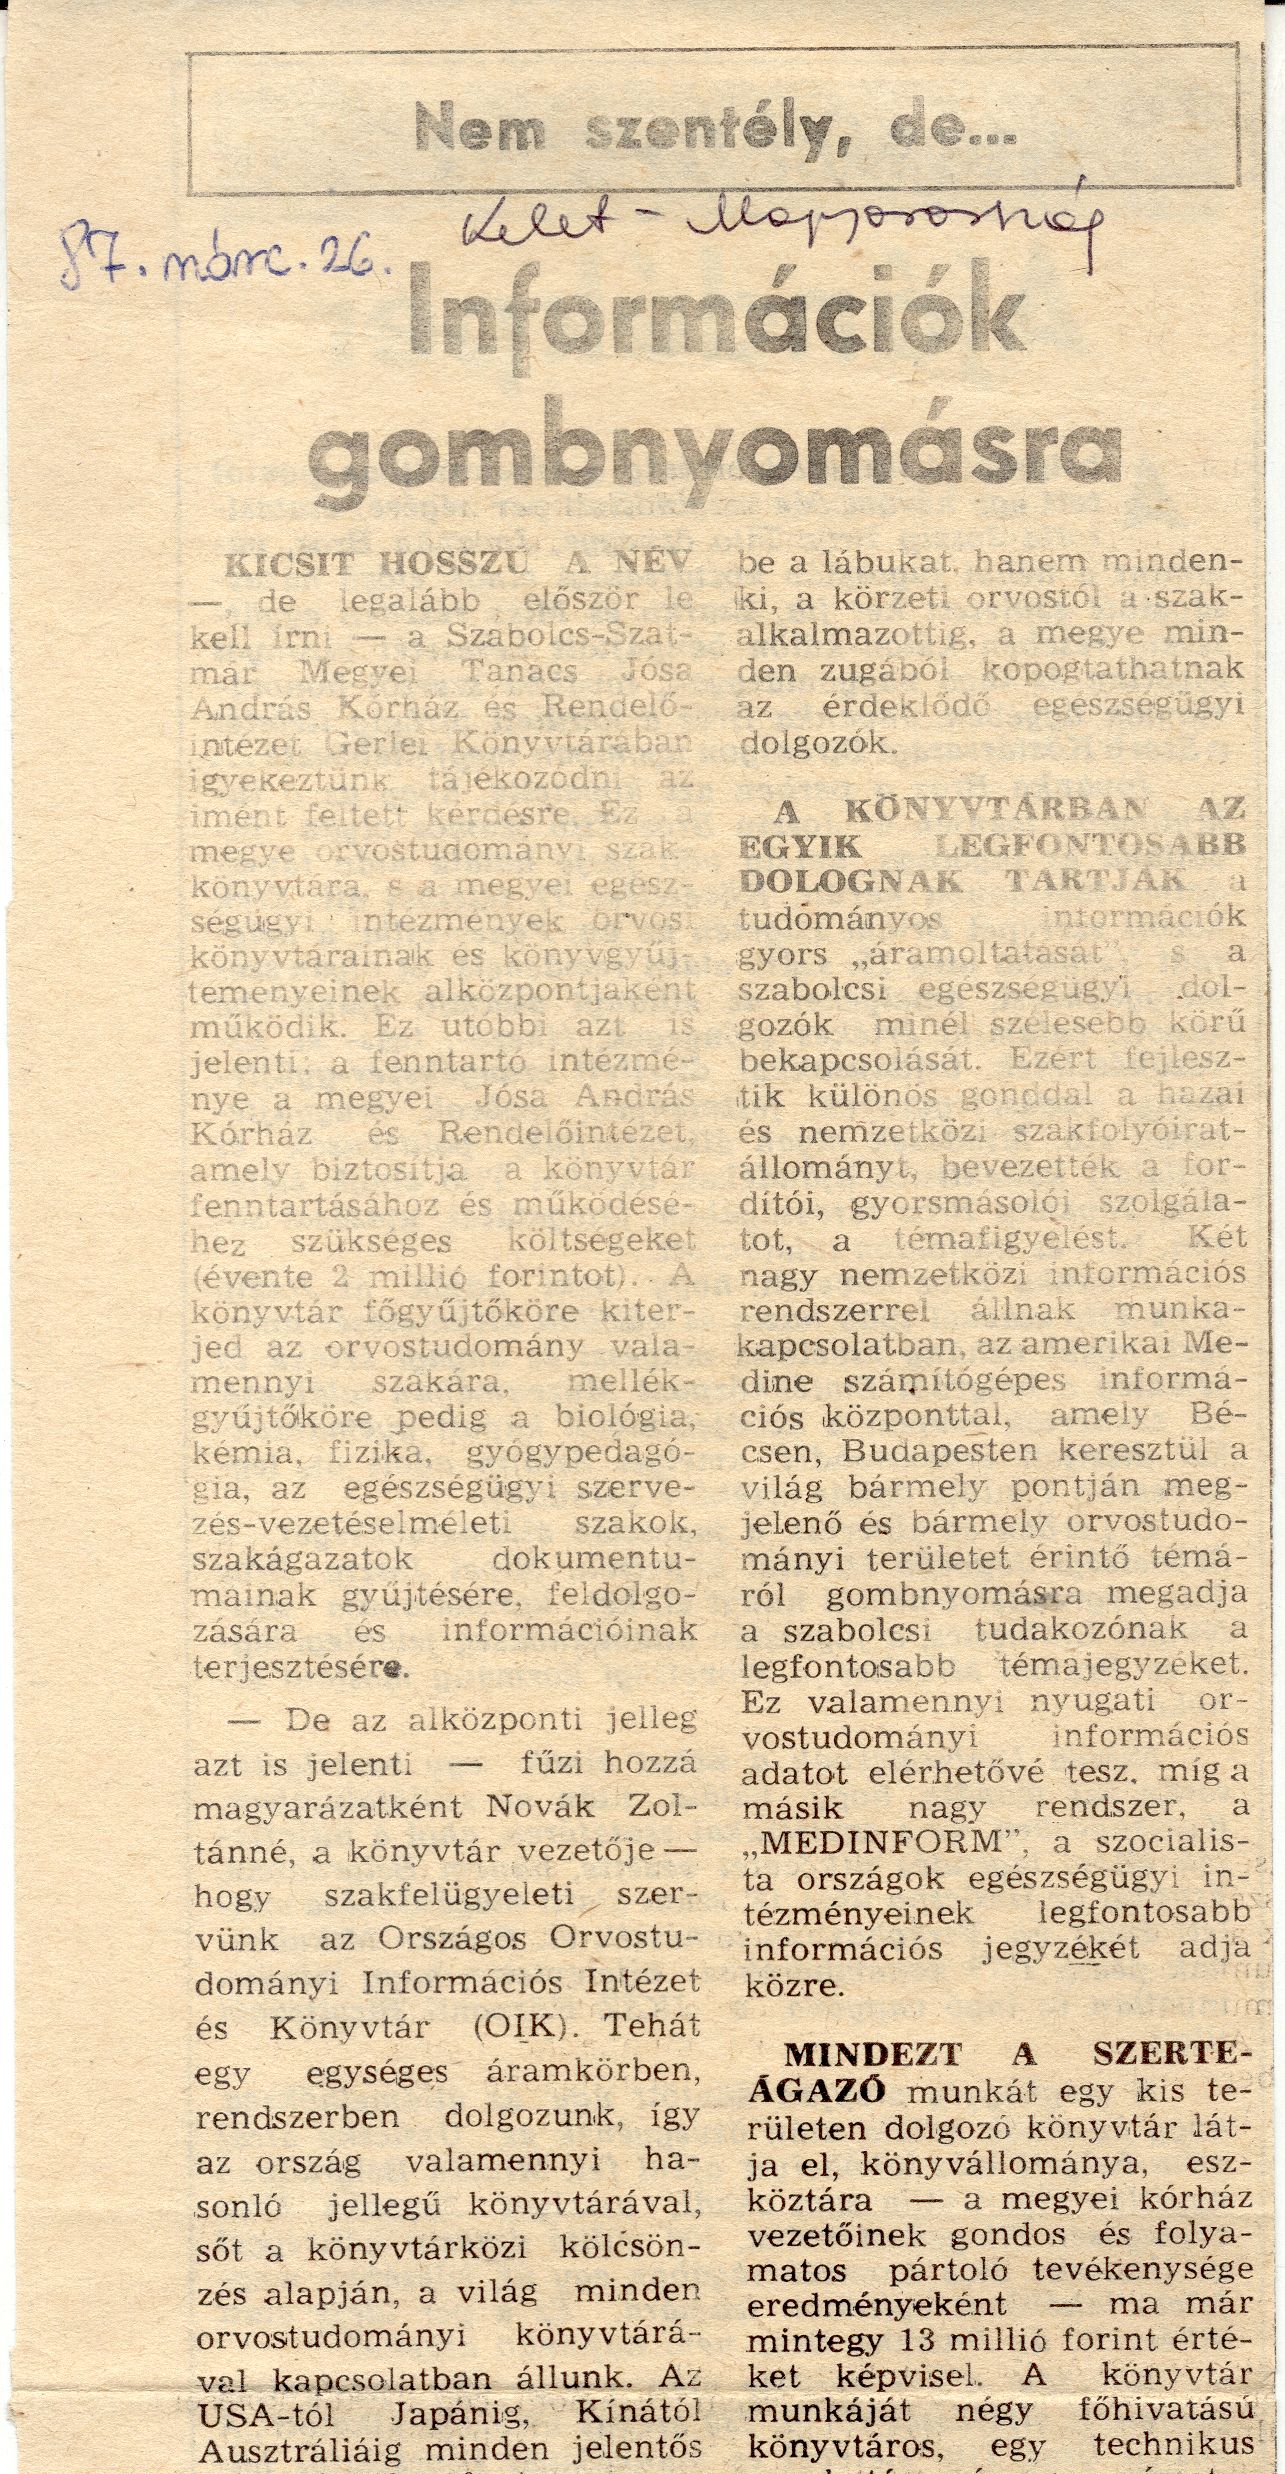 Nem szentély, de...
Kelet-Magyarország
87. márc. 26.
Információk
gombnyomásra
KICSIT HOSSZÚ A NÉV
—, de legalább először le
kell írni — a Szabolcs-Szat-
már Megyei Tanács Jósa
András Kórház és Rendelő-
intézet Gerlei Könyvtárában
igyekeztünk tájékozódni az
imént feltett kérdésre. Ez a
megye orvostudományi szak-
könyvtára, s a megyei egész-
ségügyi intézmények orvosi
könyvtárainak és könyvgyűj-
teményeinek alközpontjaként
működik. Ez utóbbi azt is
jelenti: a fenntartó intézmé-
nye a megyei Jósa András
Kórház és Rendelőintézet,
amely biztosítja a könyvtár
fenntartásához és működésé-
hez szükséges költségeket
(évente 2 millió forintot). A
könyvtár főgyűjtőköre kiter-
jed az orvostudomány vala-
mennyi szakára, mellék-
gyűjtőköre pedig a biológia,
kémia, fizika, gyógypedagó-
gia, az egészségügyi szerve-
zés-vezetéselméleti szakok,
szakágazatok dokumentu-
mainak gyűjtésére, feldolgo-
zására és információinak
terjesztésére.
— De az alközponti jelleg
azt is jelenti — fűzi hozzá
magyarázatként Novák Zol-
tánné, a könyvtár vezetője —
hogy szakfelügyeleti szer-
vünk az Országos Orvostu-
dományi Információs Intézet
és Könyvtár (OIK). Tehát
egy egységes áramkörben,
rendszerben dolgozunk, így
az ország valamennyi ha-
sonló jellegű könyvtárával,
sőt a könyvtárközi kölcsön-
zés alapján, a világ minden
orvostudományi könyvtárá-
val kapcsolatban állunk. Az
USA-tól Japánig, Kínától
Ausztráliáig minden jelentős
be a lábukat, hanem minden-
ki, a körzeti orvostól a szak-
alkalmazottig, a megye min-
den zugából kopogtathatnak
az érdeklődő egészségügyi
dolgozók.
A KÖNYVTÁRBAN AZ
EGYIK LEGFONTOSABB
DOLOGNAK TARTJÁK a
tudományos információk
gyors „áramoltatását”, s a
szabolcsi egészségügyi dol-
gozók minél szélesebb körű
bekapcsolását. Ezért fejlesz-
tik különös gonddal a hazai
és nemzetközi szakfolyóirat-
állományt, bevezették a for-
dítói, gyorsmásolói szolgála-
tot, a témafigyelést. Két
nagy nemzetközi információs
rendszerrel állnak munka-
kapcsolatban, az amerikai Me-
dine számítógépes informá-
ciós központtal, amely Bé-
csen, Budapesten keresztül a
világ bármely pontján meg-
jelenő és bármely orvostudo-
mányi területet érintő témá-
ról gombnyomásra megadja
a szabolcsi tudakozónak a
legfontosabb témajegyzéket.
Ez valamennyi nyugati or-
vostudományi információs
adatot elérhetővé tesz, míg a
másik nagy rendszer, a
„MEDINFORM”, a szocialis-
ta országok egészségügyi in-
tézményeinek legfontosabb
információs jegyzékét adja
közre.
MINDEZT A SZERTE-
ÁGAZÓ munkát egy kis te-
rületen dolgozó könyvtár lát-
ja el, könyvállománya, esz-
köztára — a megyei kórház
vezetőinek gondos és folya-
matos pártoló tevékenysége
eredményeként — ma már
mintegy 13 millió forint érté-
ket képvisel. A könyvtár
munkáját négy főhivatású
könyvtáros, egy technikus